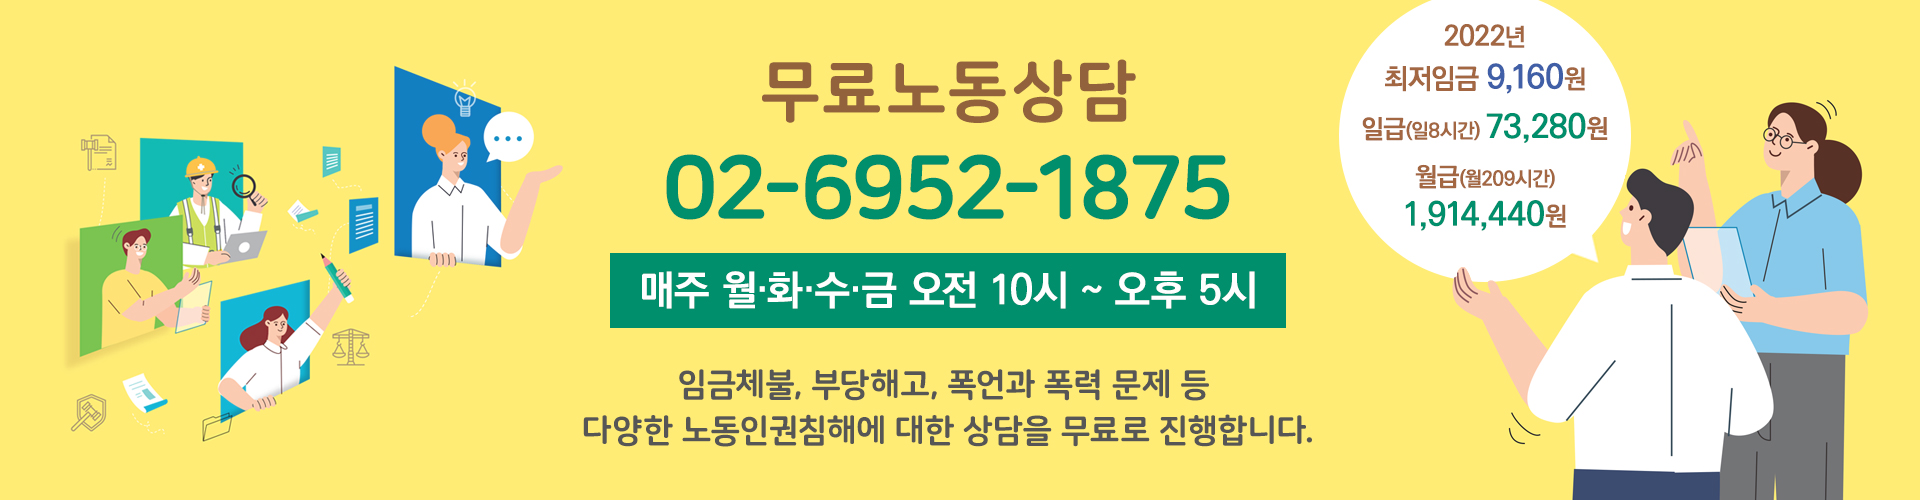 무료노동상담
02-6952-1875
매주 월·화·수·금 오전 10시 ~ 오후 5시
임금체불, 부당해고, 폭언과 폭력 문제 등
다양한 노동인권침해에 대한 상담을 무료로 진행합니다.
2022년
최저임금 9,160원
일급(일8시간) 73,280원
월급(월209시간)
1,914,440원